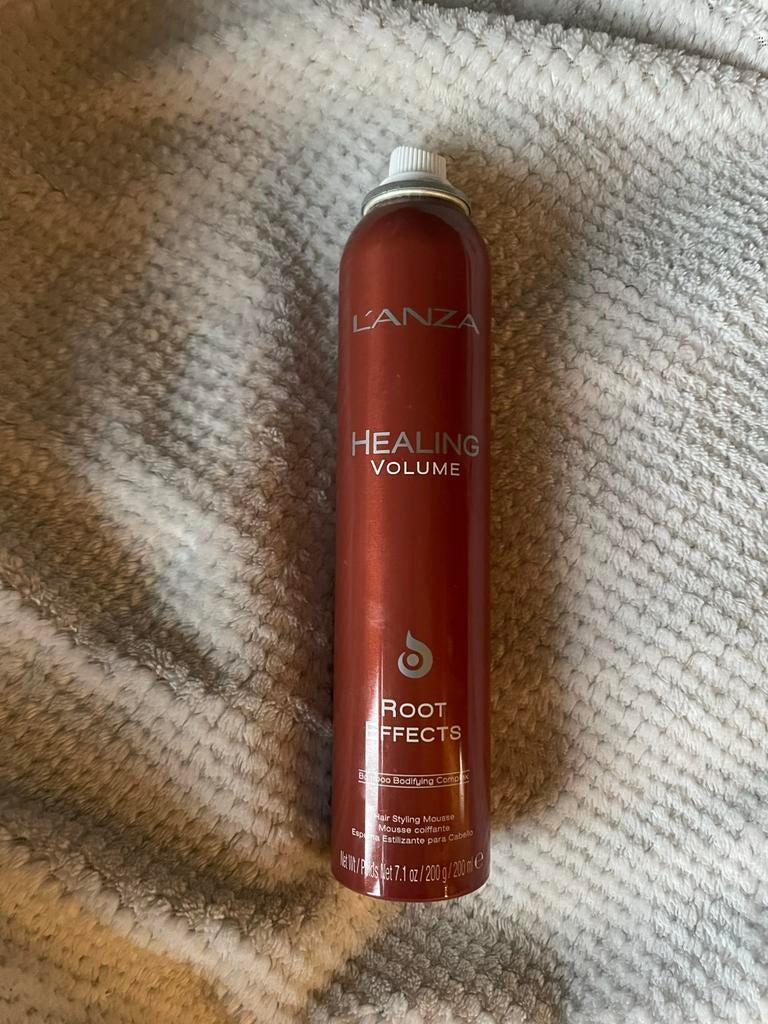 L'ANZA
HEALING
VOLUME
ROOT
EFFECTS
Bamboo Bodifying Complex
Hair Styling Mousse
Mousse coiffante
Espuma Estilizante para Cabello
Net Wt / Poids Net 7.1 oz / 200 g / 200 ml ℮